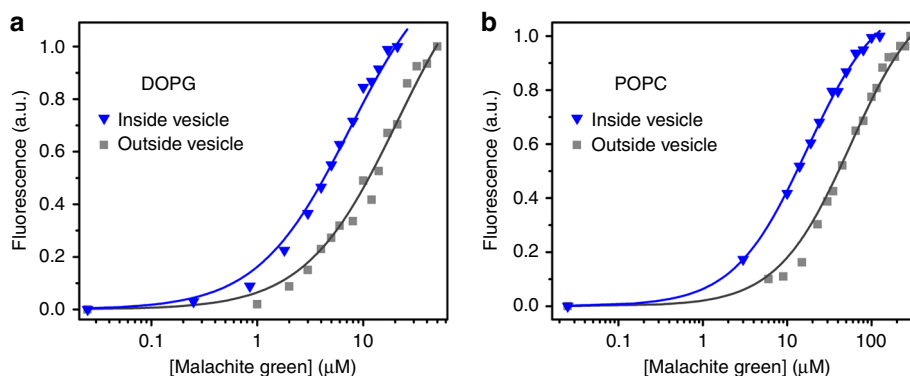 a
DOPG
Inside vesicle
Outside vesicle
Fluorescence (a.u.)
1.0
0.8
0.6
0.4
0.2
0.0
0.1 1 10
[Malachite green] (µM)
b
POPC
Inside vesicle
Outside vesicle
Fluorescence (a.u.)
1.0
0.8
0.6
0.4
0.2
0.0
0.1 1 10 100
[Malachite green] (µM)